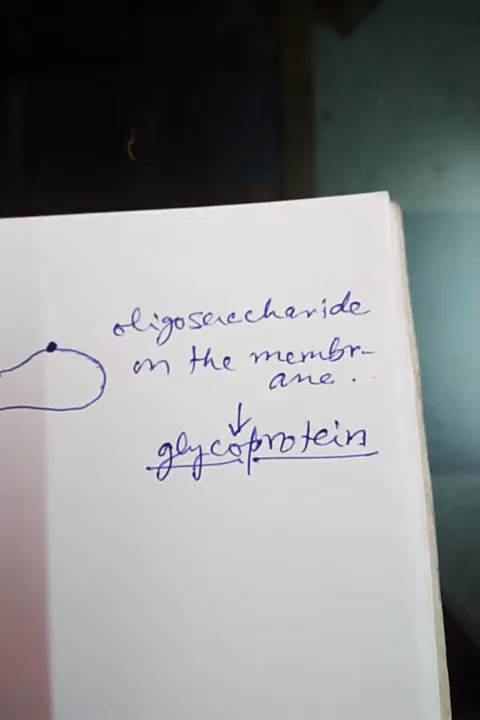 oligosaccharide
on the membr-
ane.
↓
glycoprotein